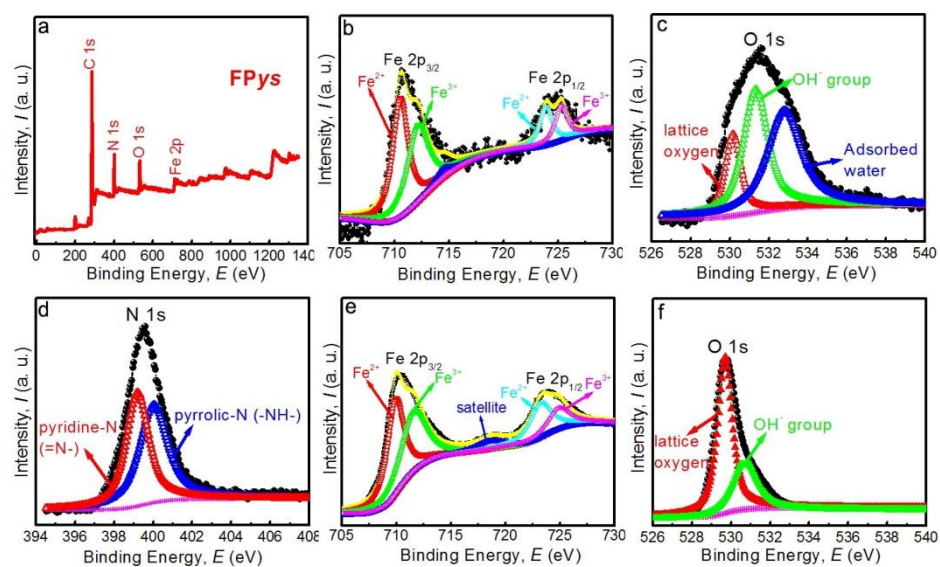 a
C 1s
N 1s
O 1s
Fe 2p
FPys
Intensity, I (a. u.)
0 200 400 600 800 1000 1200 1400
Binding Energy, E (eV)
b
Fe 2p3/2
Fe2+
Fe3+
Fe 2p1/2
Fe2+
Fe3+
Intensity, I (a. u.)
705 710 715 720 725 730
Binding Energy, E (eV)
c
O 1s
OH- group
lattice
oxygen
Adsorbed
water
Intensity, I (a. u.)
526 528 530 532 534 536 538 540
Binding Energy, E (eV)
d
N 1s
pyridine-N
(=N-)
pyrrolic-N (-NH-)
Intensity, I (a. u.)
394 396 398 400 402 404 406 408
Binding Energy, E (eV)
e
Fe 2p3/2
Fe2+
Fe3+
satellite
Fe 2p1/2
Fe2+
Fe3+
Intensity, I (a. u.)
705 710 715 720 725 730
Binding Energy, E (eV)
f
O 1s
lattice
oxygen
OH- group
Intensity, I (a. u.)
526 528 530 532 534 536 538 540
Binding Energy, E (eV)